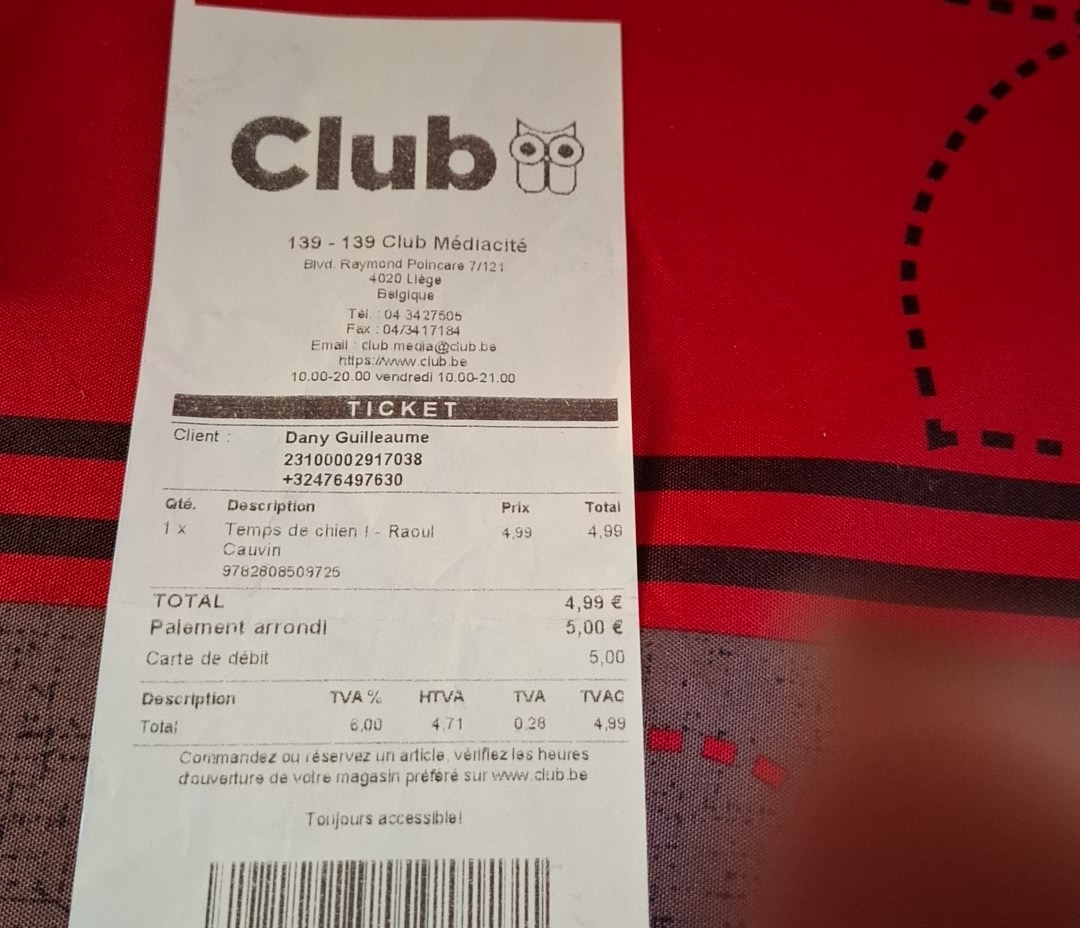 Club
139 - 139 Club Médiacité
Blvd. Raymond Poincaré 7/121
4020 Liège
Belgique
Tél. : 04 3427505
Fax : 04/3417184
Email : club.media@club.be
https://www.club.be
10.00-20.00 vendredi 10.00-21.00
TICKET
Client : Dany Guilleaume
23100002917038
+32476497630
Qté. Description Prix Total
1 x Temps de chien ! - Raoul 4,99 4,99
Cauvin
9782808509725
TOTAL 4,99 €
Paiement arrondi 5,00 €
Carte de débit 5,00
Description TVA % HTVA TVA TVAC
Total 6,00 4,71 0.28 4,99
Commandez ou réservez un article, vérifiez les heures
d'ouverture de votre magasin préféré sur www.club.be
Toujours accessible!